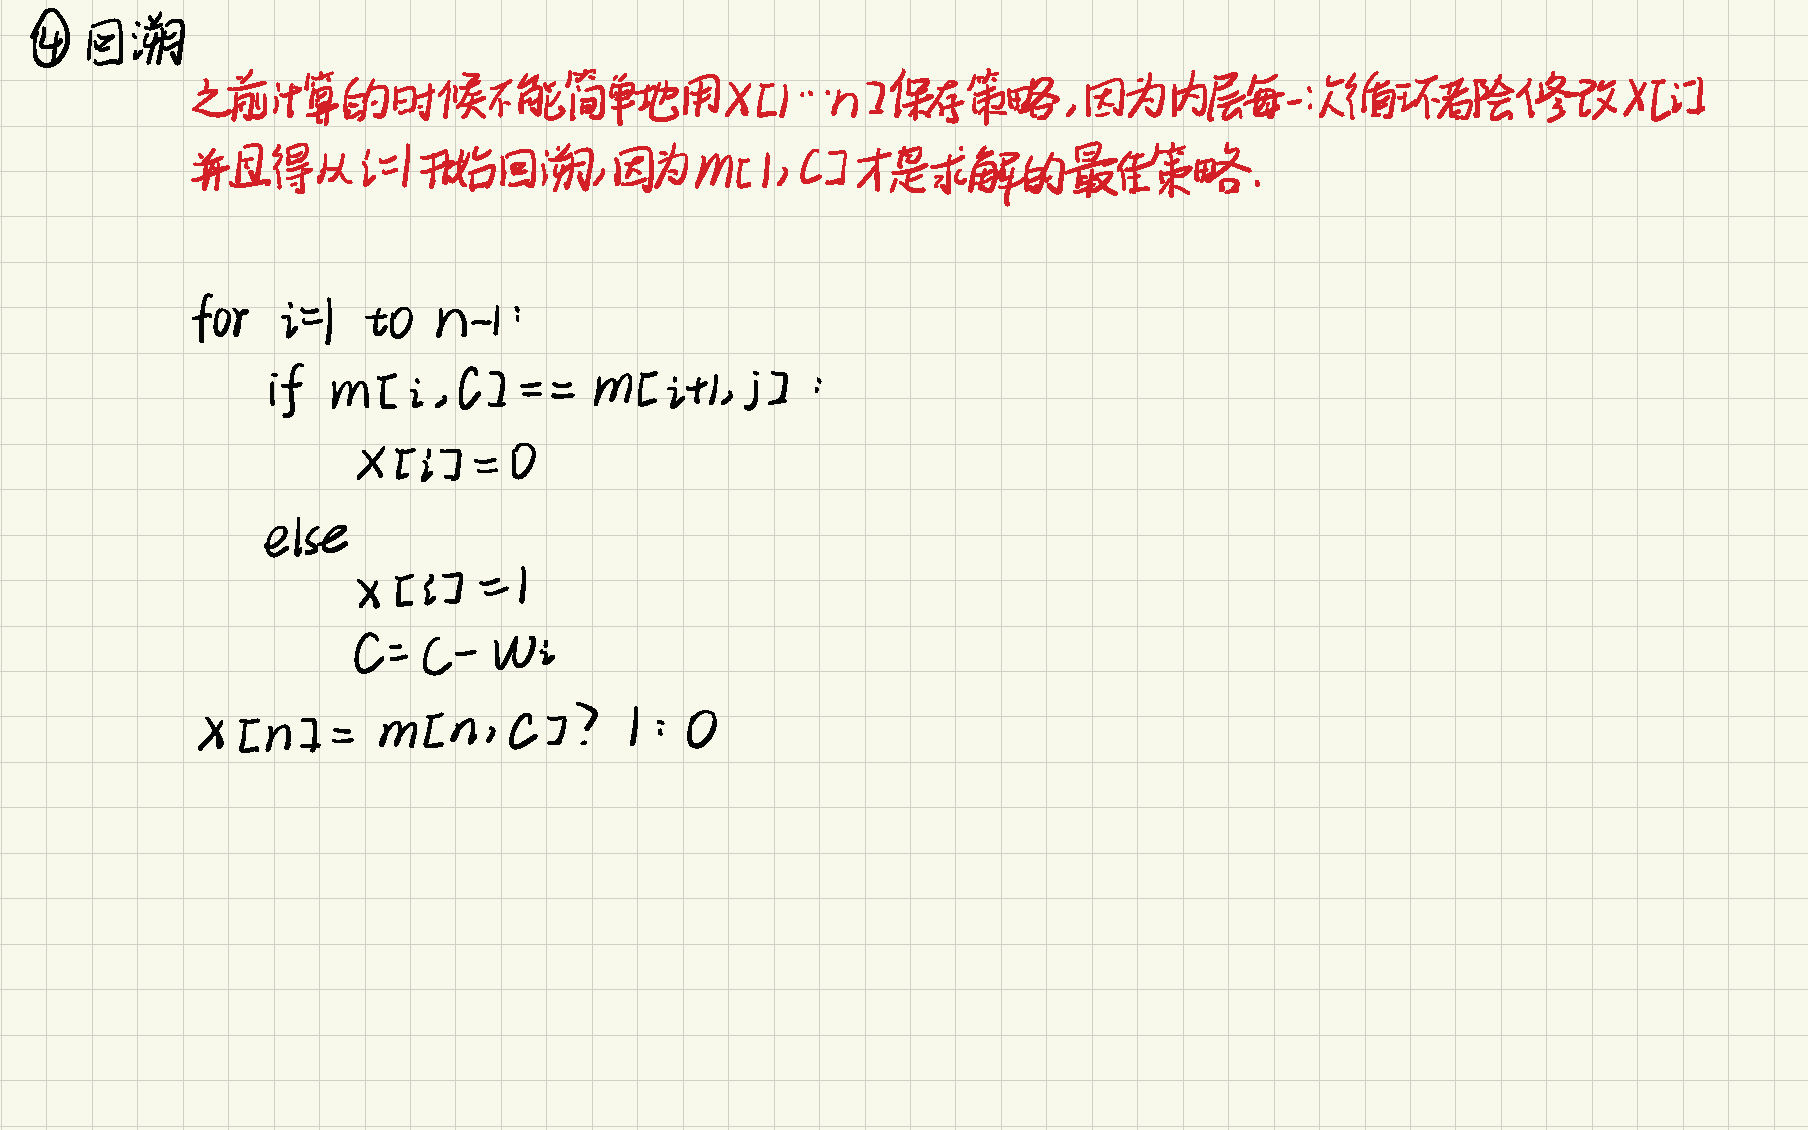 ④ 回溯
之前计算的时候不能简单地用X[1…n]保存策略,因为内层每一次循环都会修改X[i]
并且得从i=1开始回溯,因为m[1,C]才是求解的最佳策略.
for i=1 to n-1:
if m[i,C]==m[i+1,j]:
X[i]=0
else
X[i]=1
C=C-Wi
X[n]=m[n,C]? 1:0